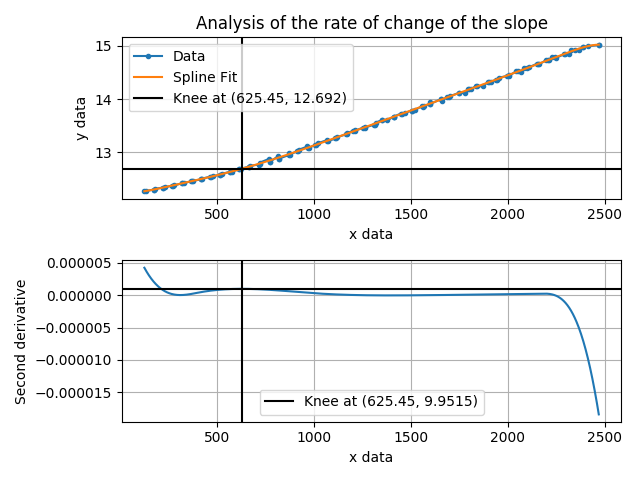 Analysis of the rate of change of the slope
15
14
13
y data
Data
Spline Fit
Knee at (625.45, 12.692)
500
1000
1500
2000
2500
x data
0.000005
0.000000
−0.000005
−0.000010
−0.000015
Second derivative
Knee at (625.45, 9.9515)
500
1000
1500
2000
2500
x data